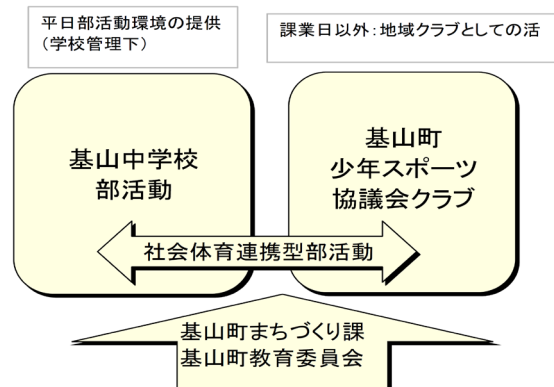 平日部活動環境の提供
(学校管理下)
課業日以外:地域クラブとしての活
基山中学校
部活動
基山町
少年スポーツ
協議会クラブ
社会体育連携型部活動
基山町まちづくり課
基山町教育委員会